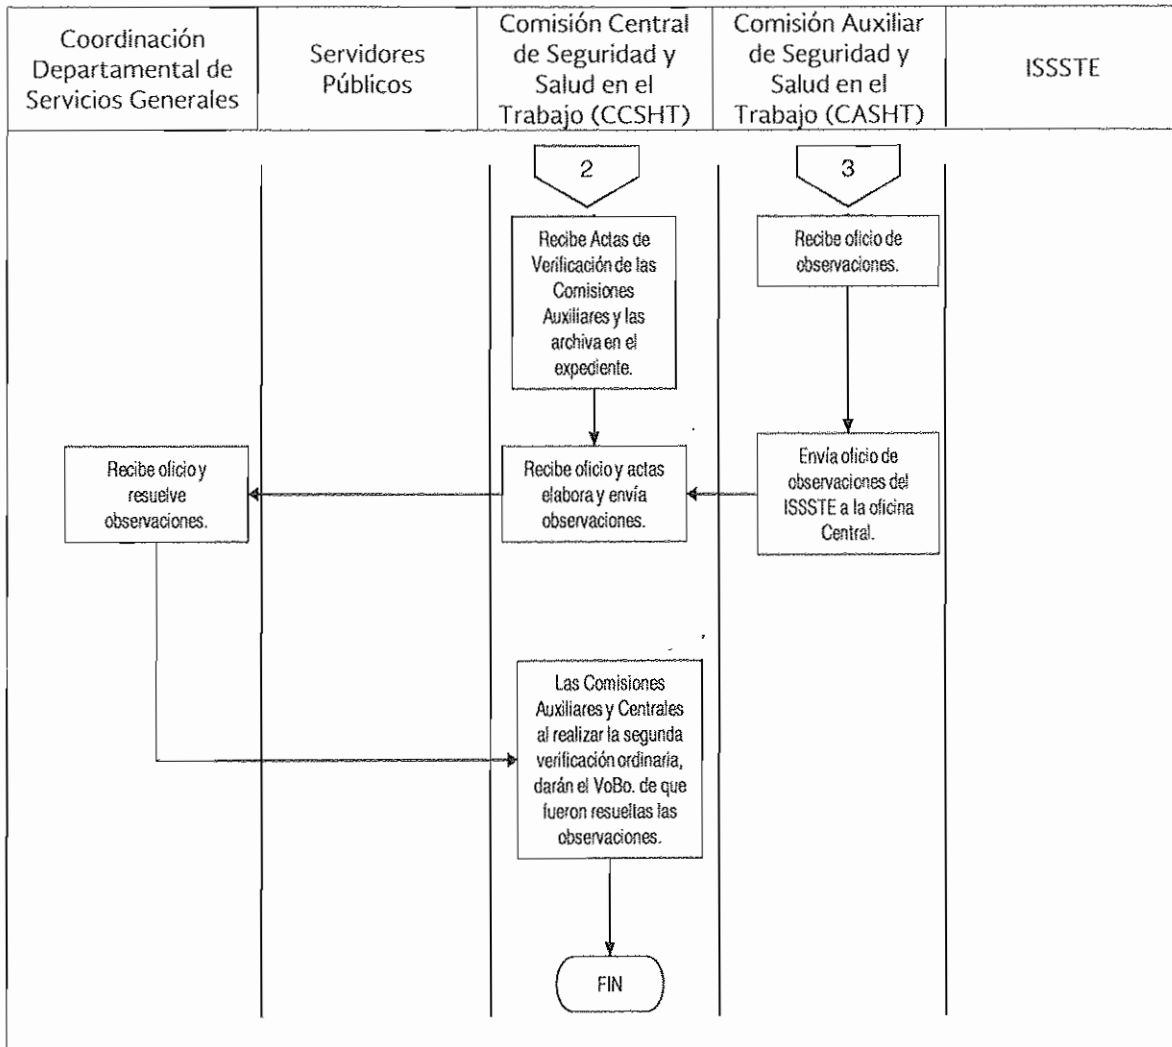 Coordinación
Departamental de
Servicios Generales
Servidores
Públicos
Comisión Central
de Seguridad y
Salud en el
Trabajo (CCSHT)
Comisión Auxiliar
de Seguridad y
Salud en el
Trabajo (CASHT)
ISSSTE
2
3
Recibe Actas de
Verificación de las
Comisiones
Auxiliares y las
archiva en el
expediente.
Recibe oficio de
observaciones.
Recibe oficio y
resuelve
observaciones.
Recibe oficio y actas
elabora y envía
observaciones.
Envía oficio de
observaciones del
ISSSTE a la oficina
Central.
Las Comisiones
Auxiliares y Centrales
al realizar la segunda
verificación ordinaria,
darán el VoBo. de que
fueron resueltas las
observaciones.
FIN